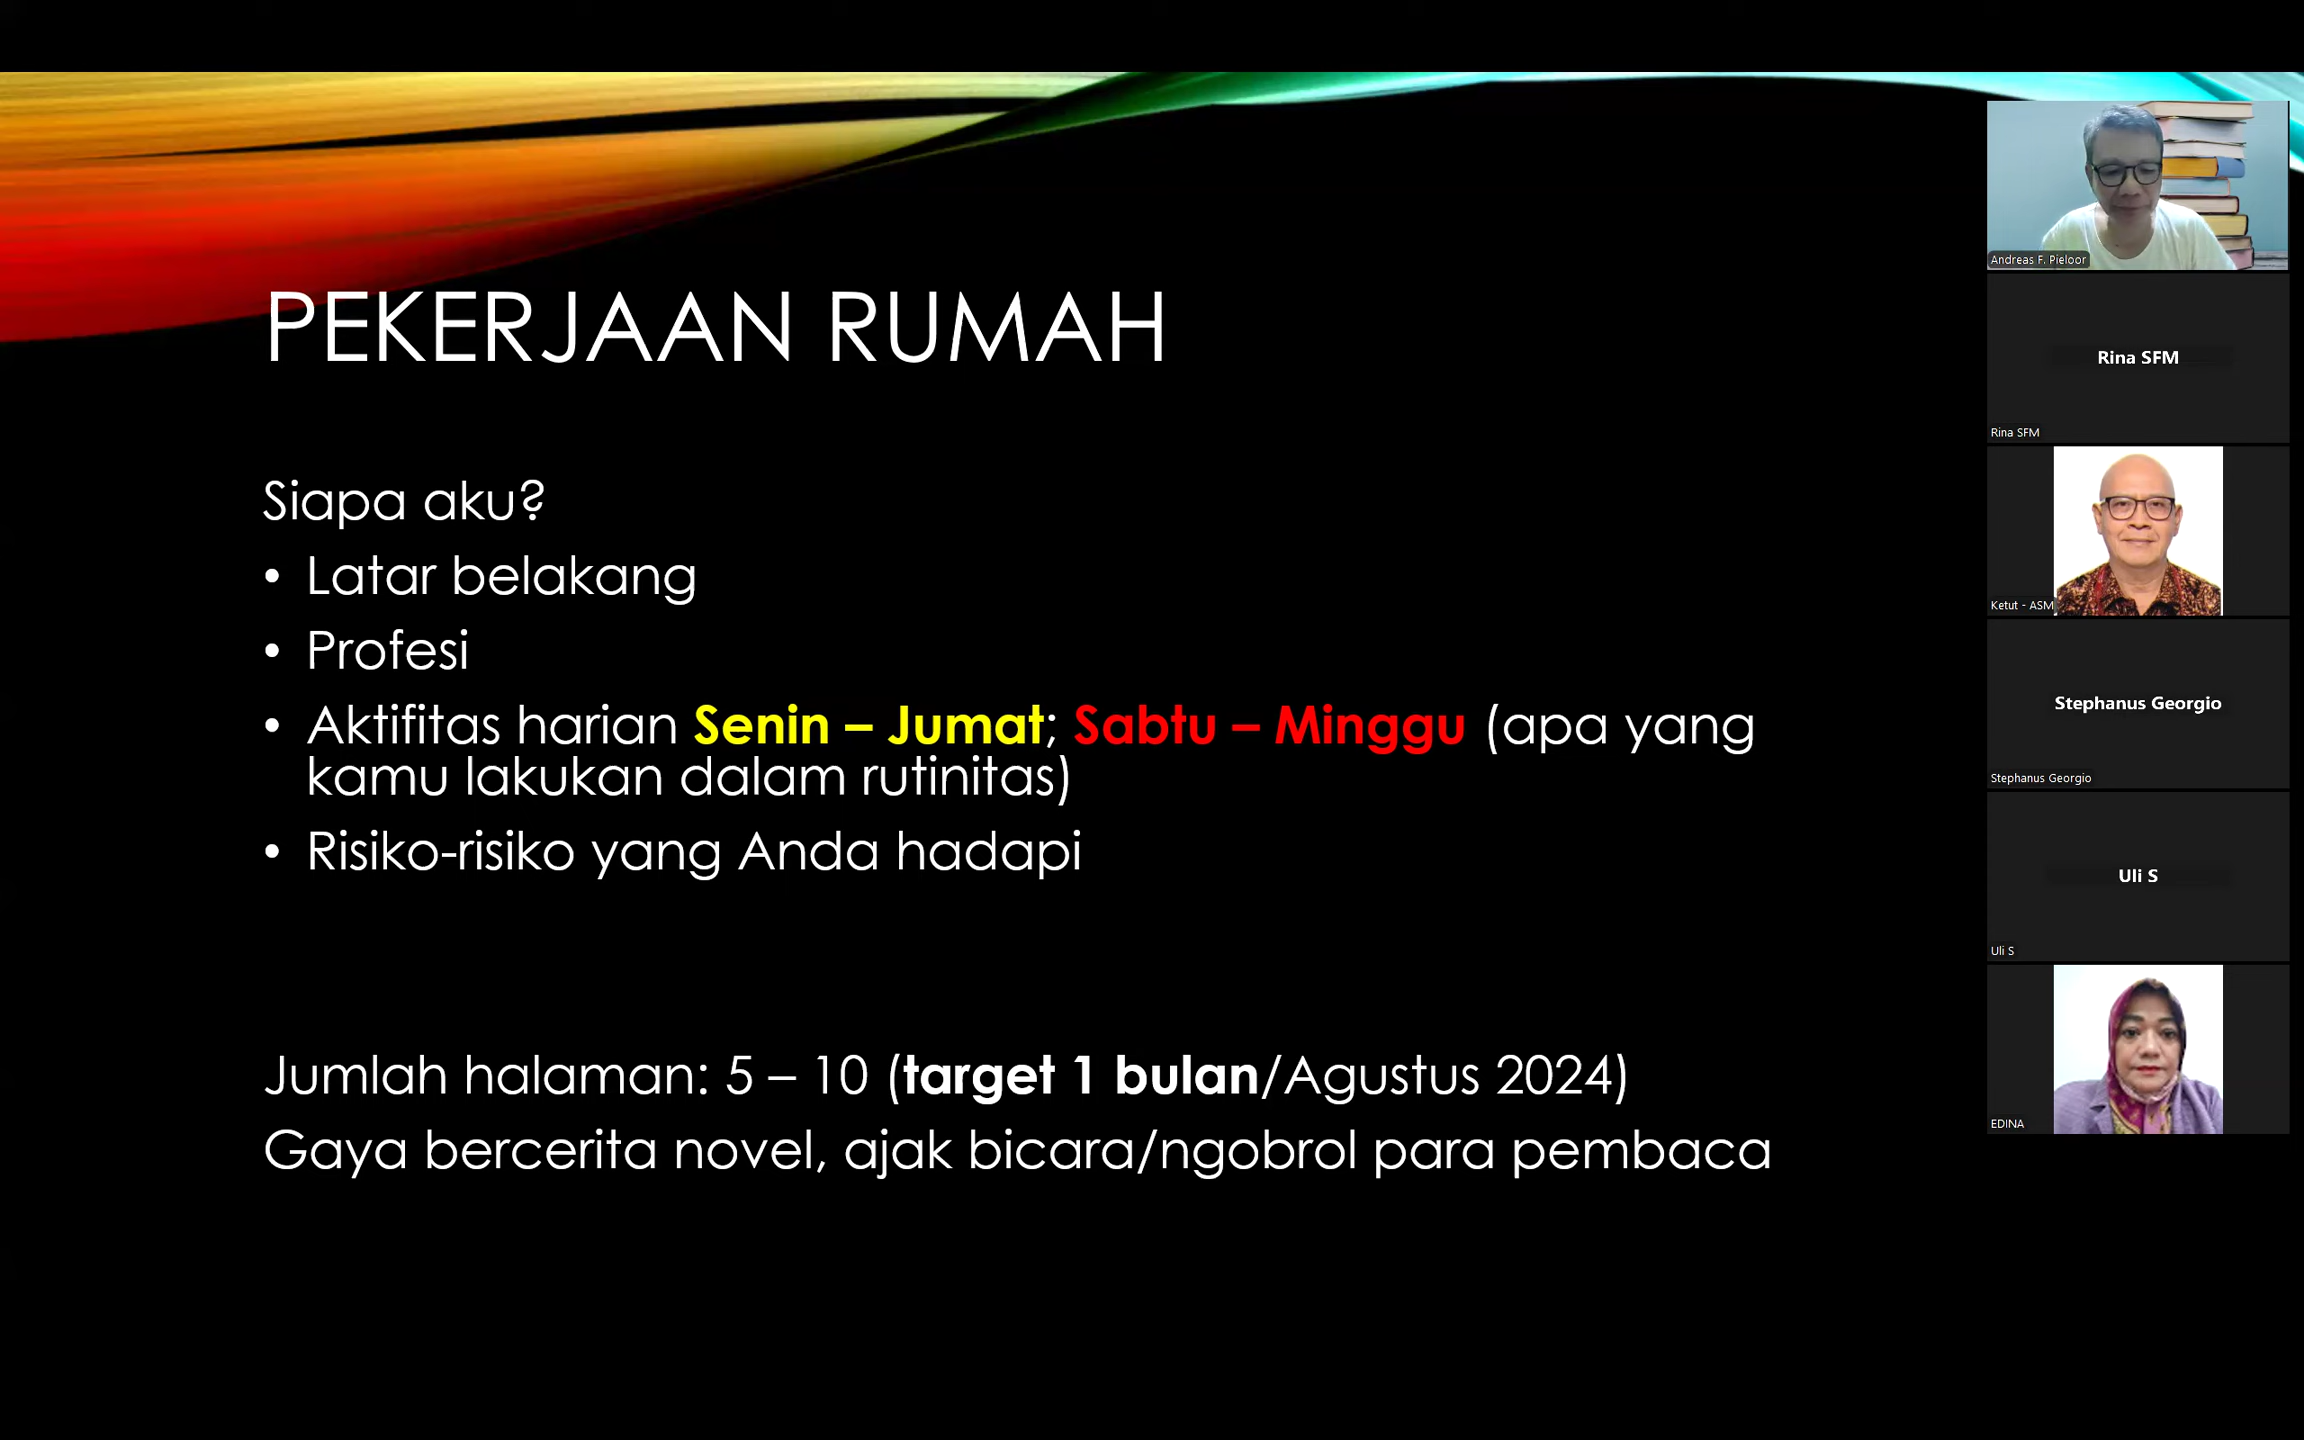 PEKERJAAN RUMAH
Siapa aku?
• Latar belakang
• Profesi
• Aktifitas harian Senin – Jumat; Sabtu – Minggu (apa yang
kamu lakukan dalam rutinitas)
• Risiko-risiko yang Anda hadapi
Jumlah halaman: 5 – 10 (target 1 bulan/Agustus 2024)
Gaya bercerita novel, ajak bicara/ngobrol para pembaca
Andreas F. Pieloor
Rina SFM
Rina SFM
Ketut - ASM
Stephanus Georgio
Stephanus Georgio
Uli S
Uli S
EDINA